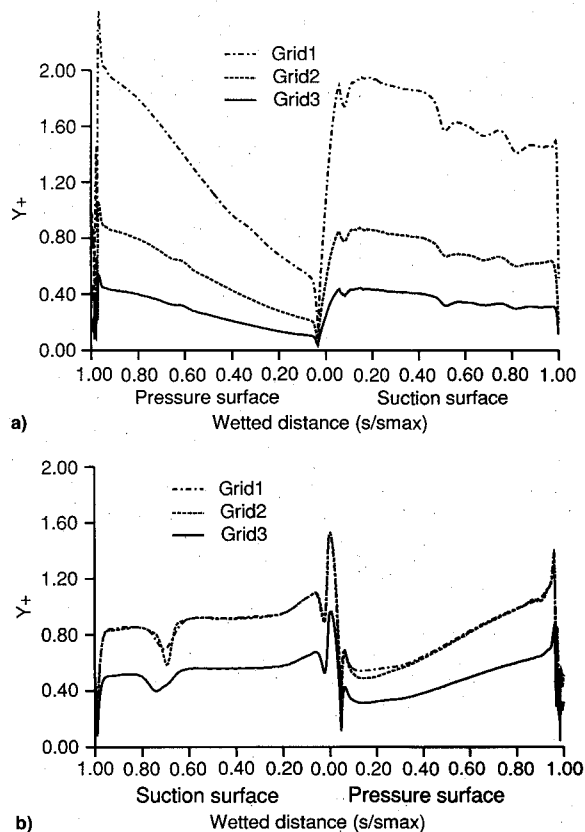 Grid1
Grid2
Grid3
2.00
1.60
1.20
0.80
0.40
0.00
Y+
1.00 0.80 0.60 0.40 0.20 0.00 0.20 0.40 0.60 0.80 1.00
Pressure surface Suction surface
a) Wetted distance (s/smax)
2.00
1.60
1.20
0.80
0.40
0.00
Y+
Grid1
Grid2
Grid3
1.00 0.80 0.60 0.40 0.20 0.00 0.20 0.40 0.60 0.80 1.00
Suction surface Pressure surface
b) Wetted distance (s/smax)